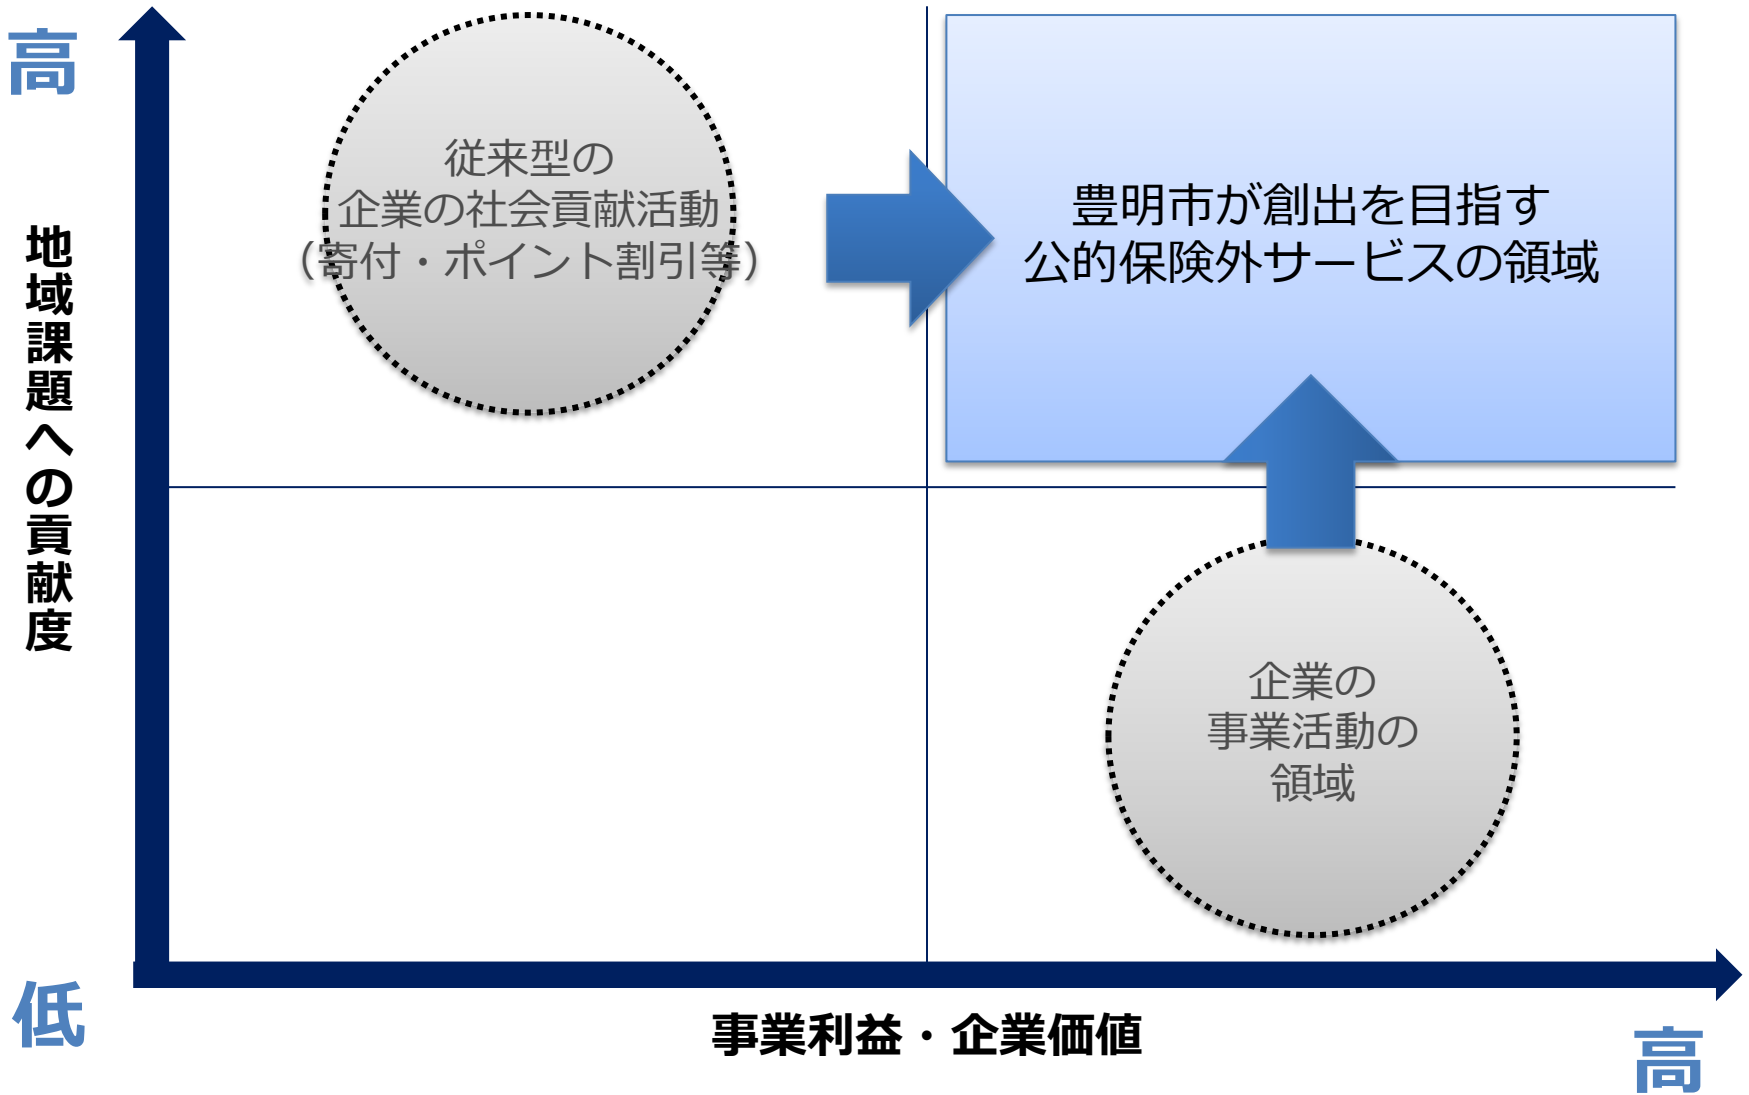 高
従来型の
企業の社会貢献活動
（寄付・ポイント割引等）
豊明市が創出を目指す
公的保険外サービスの領域
地域課題への貢献度
企業の
事業活動の
領域
低
事業利益・企業価値
高